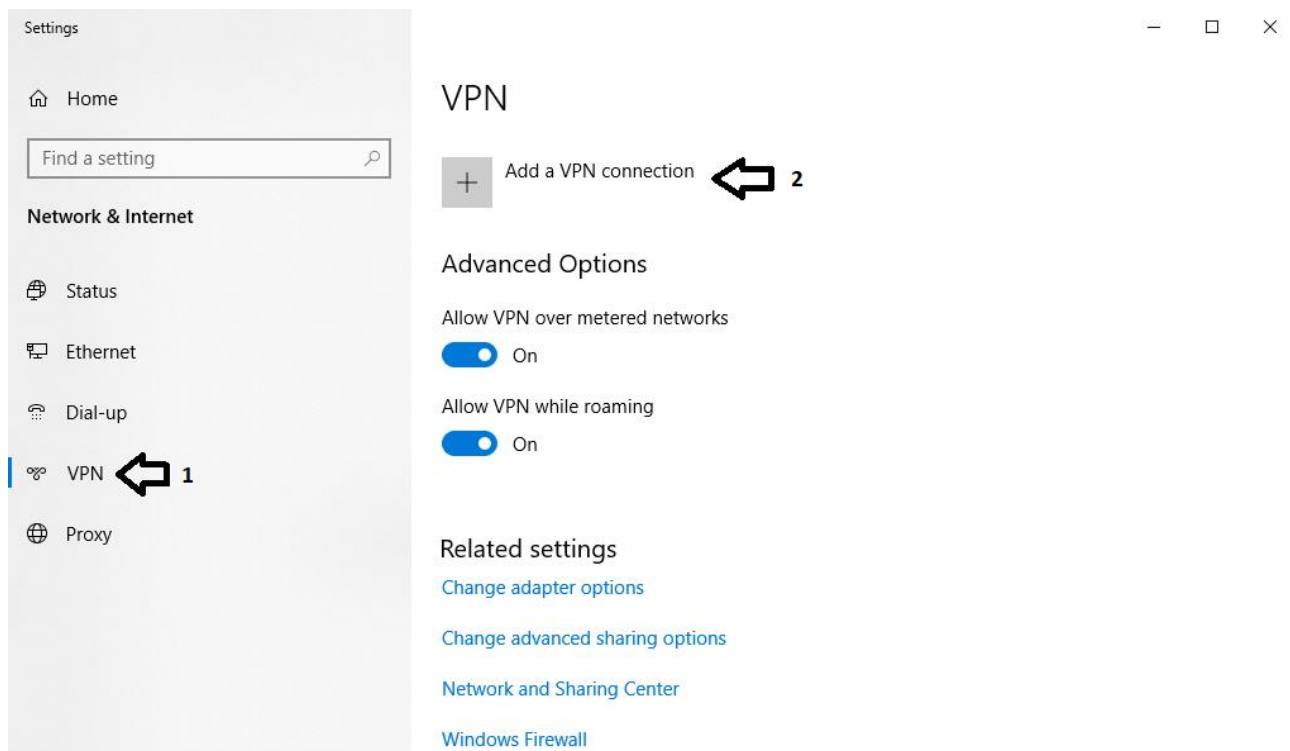 Settings
Home
Find a setting
Network & Internet
Status
Ethernet
Dial-up
VPN 1
Proxy
VPN
Add a VPN connection 2
Advanced Options
Allow VPN over metered networks
On
Allow VPN while roaming
On
Related settings
Change adapter options
Change advanced sharing options
Network and Sharing Center
Windows Firewall